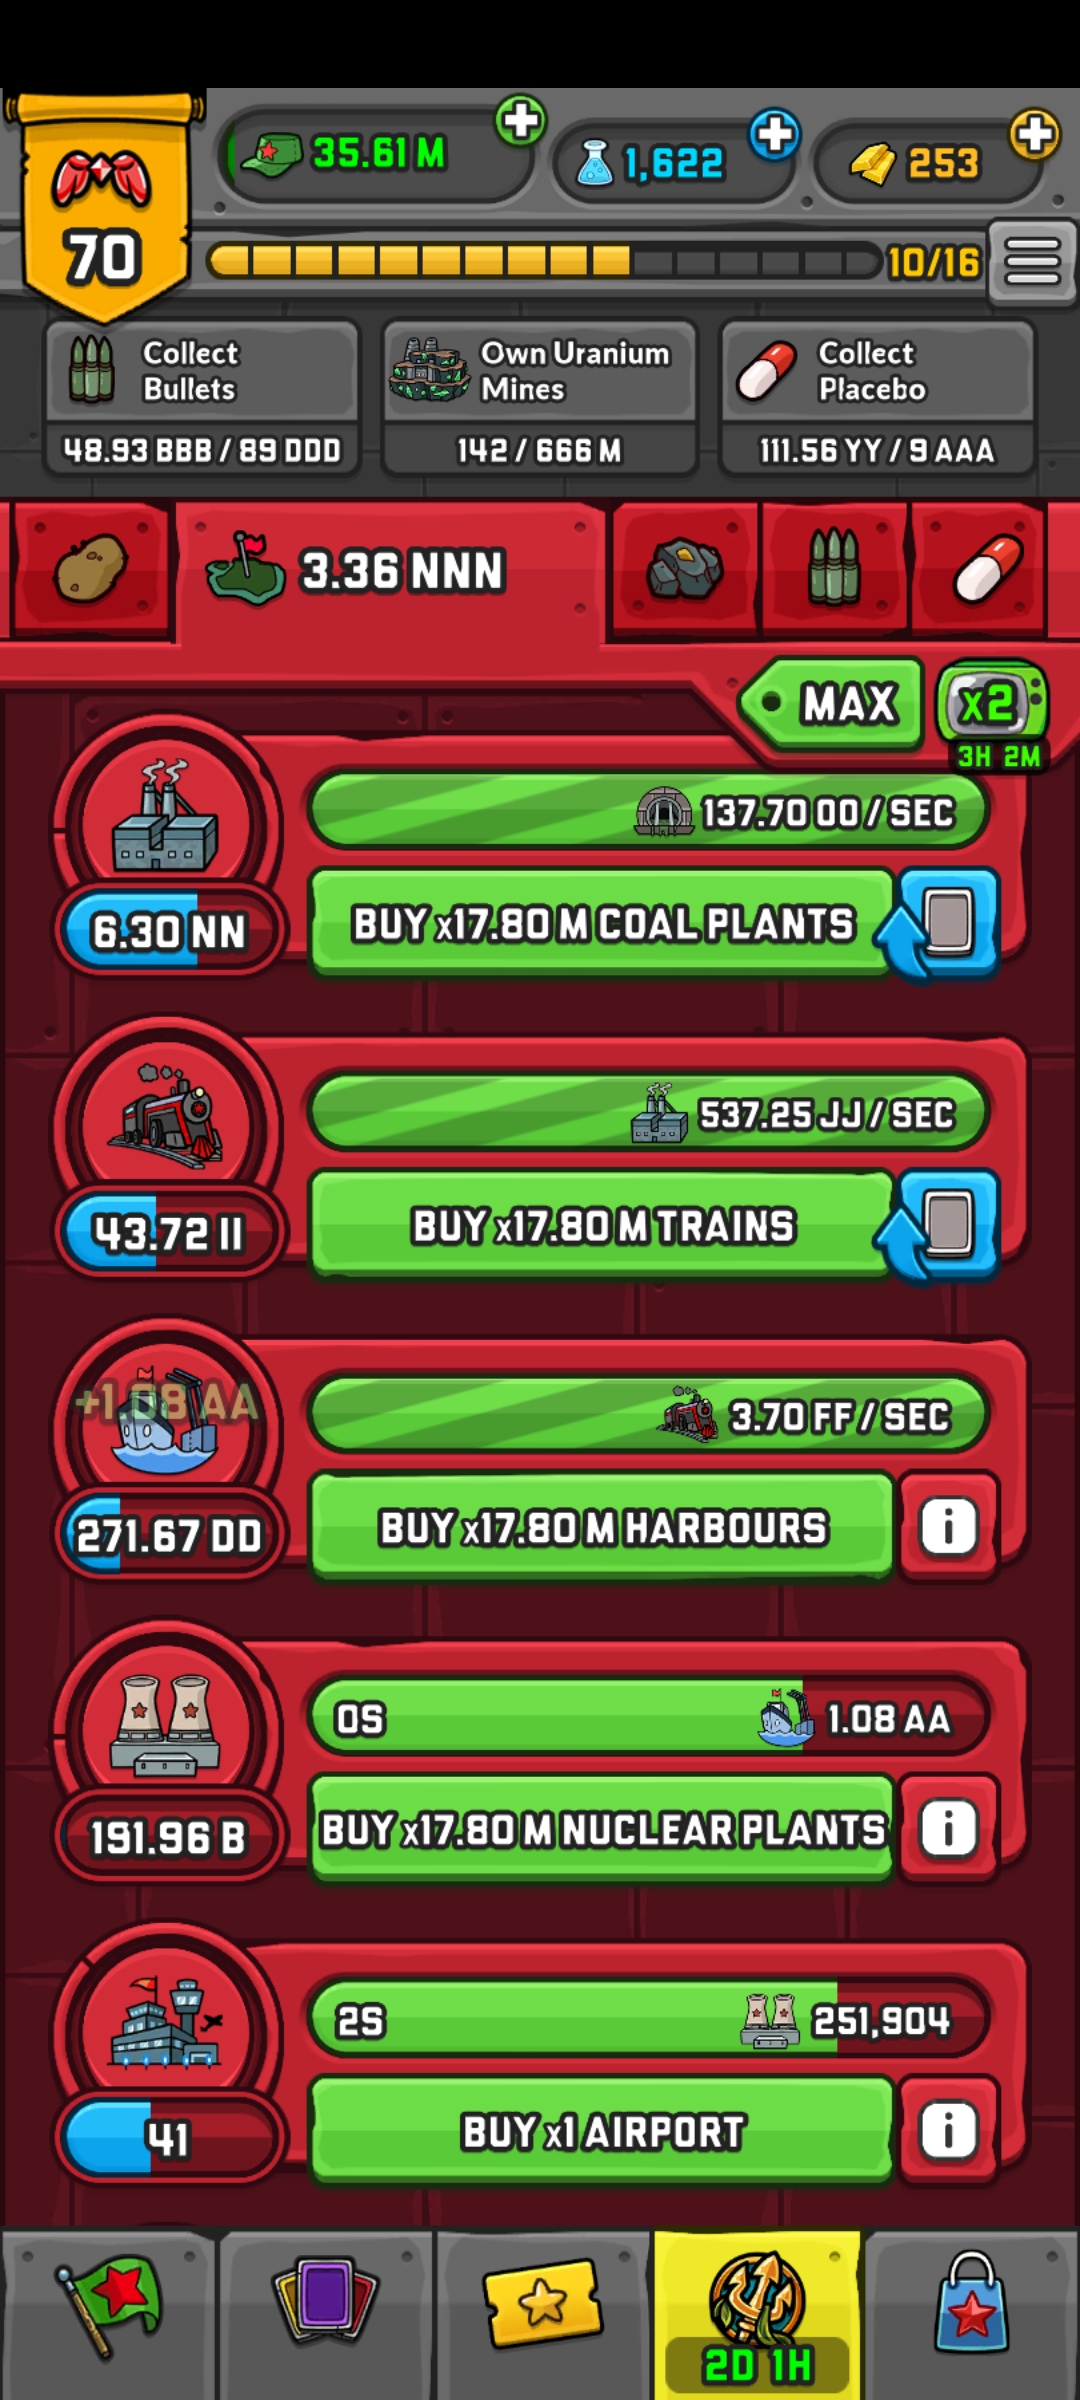 35.61 M
1,622
253
70
10/16
Collect
Bullets
48.93 BBB / 89 DDD
Own Uranium
Mines
142 / 666 M
Collect
Placebo
111.56 YY / 9 AAA
3.36 NNN
MAX
x2
3H 2M
137.70 OO / SEC
6.30 NN
BUY x17.80 M COAL PLANTS
537.25 JJ / SEC
43.72 II
BUY x17.80 M TRAINS
+1.08 AA
3.70 FF / SEC
271.67 DD
BUY x17.80 M HARBOURS
i
0S
1.08 AA
191.96 B
BUY x17.80 M NUCLEAR PLANTS
i
2S
251,904
41
BUY x1 AIRPORT
i
2D 1H